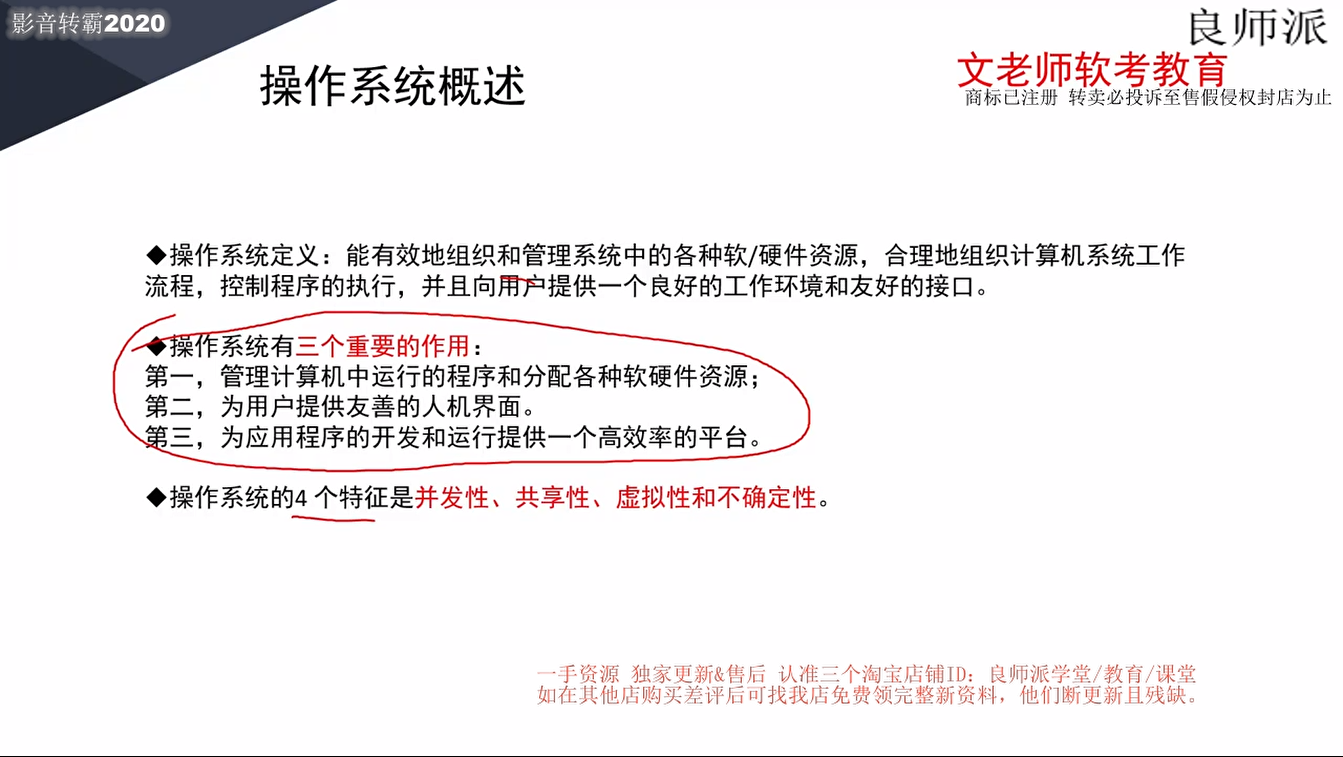 影音转霸2020
良师派
操作系统概述
文老师软考教育
商标已注册 转卖必投诉至售假侵权封店为止
◆操作系统定义：能有效地组织和管理系统中的各种软/硬件资源，合理地组织计算机系统工作
流程，控制程序的执行，并且向用户提供一个良好的工作环境和友好的接口。
◆操作系统有三个重要的作用：
第一，管理计算机中运行的程序和分配各种软硬件资源；
第二，为用户提供友善的人机界面。
第三，为应用程序的开发和运行提供一个高效率的平台。
◆操作系统的4 个特征是并发性、共享性、虚拟性和不确定性。
一手资源 独家更新&售后 认准三个淘宝店铺ID：良师派学堂/教育/课堂
如在其他店购买差评后可找我店免费领完整新资料，他们断更新且残缺。